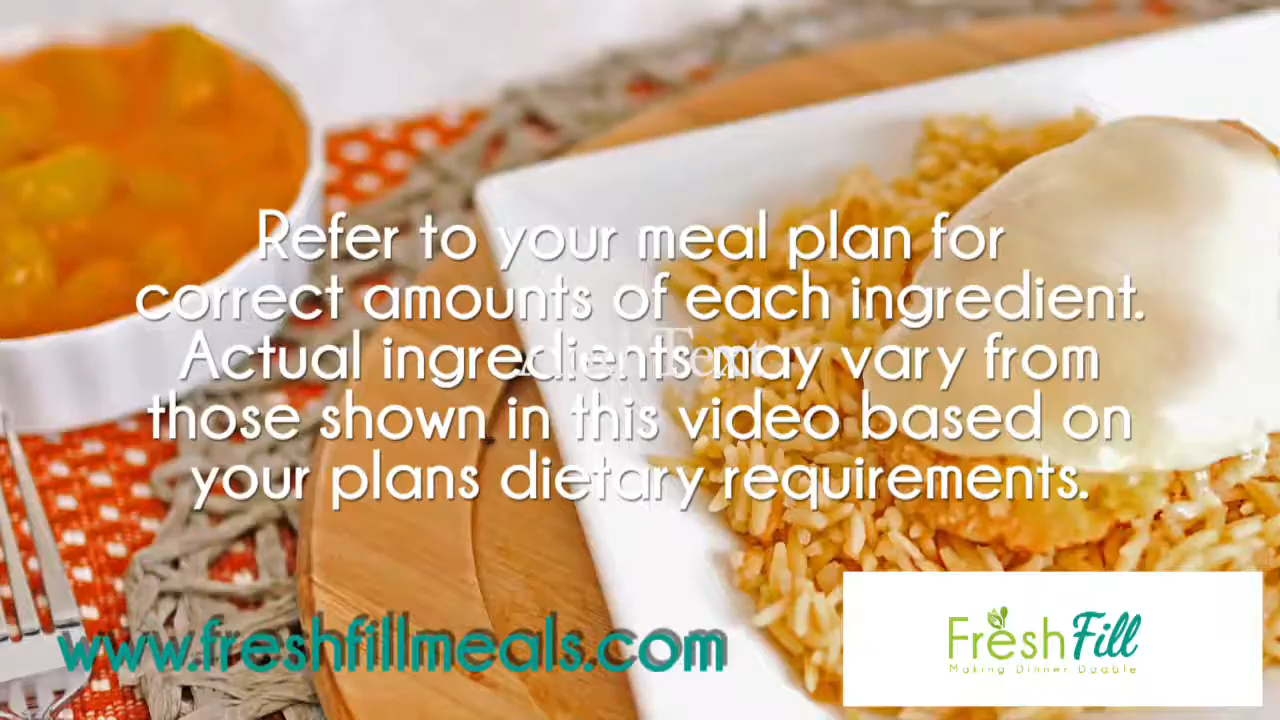 Refer to your meal plan for
correct amounts of each ingredient.
Actual ingredients may vary from
those shown in this video based on
your plans dietary requirements.
www.freshfillmeals.com
FreshFill
Making Dinner Doable